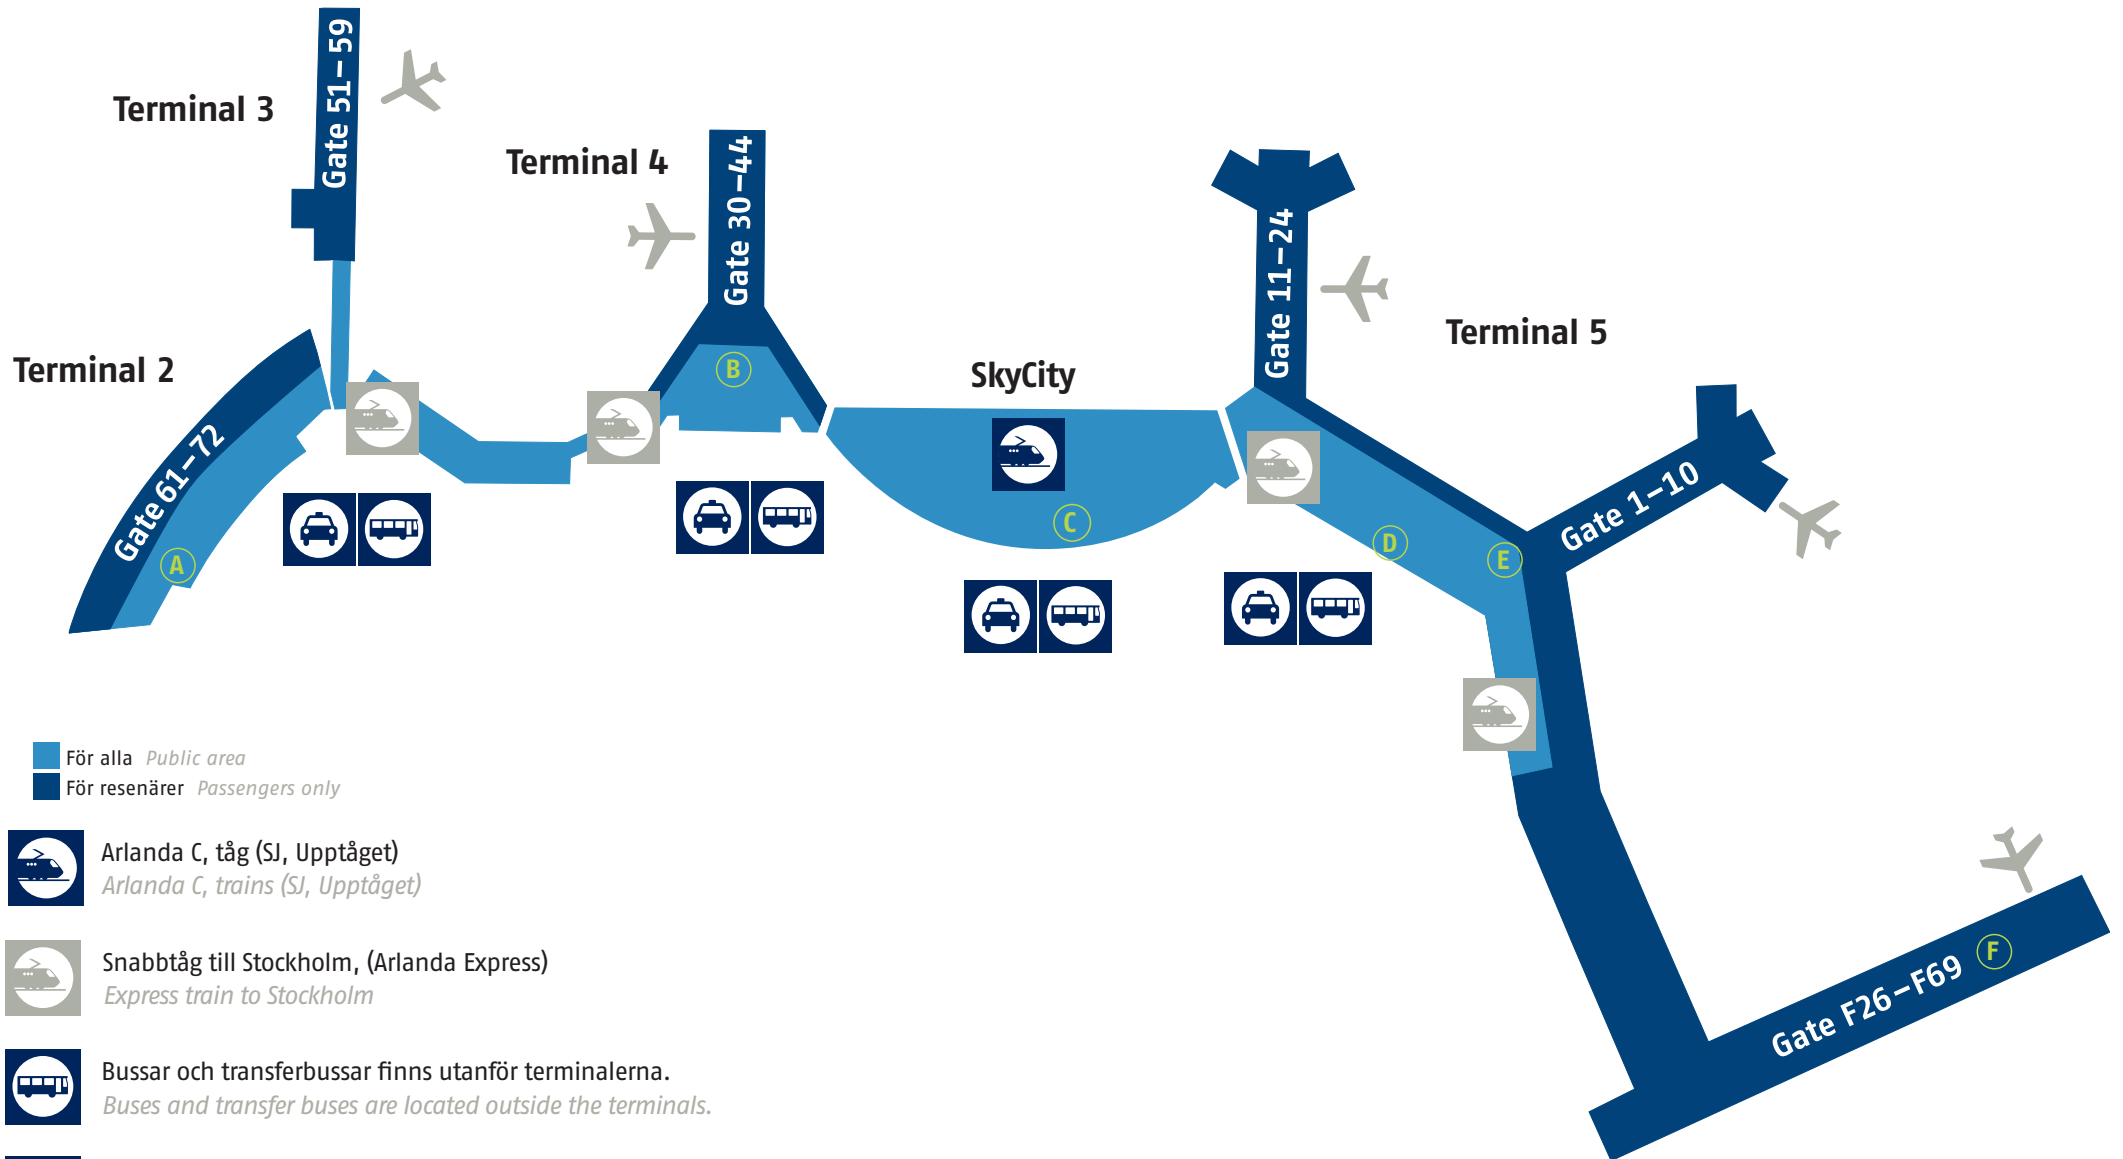 Terminal 3
Gate 51–59
Terminal 4
Gate 30–44
Gate 11–24
Terminal 5
Terminal 2
Gate 61–72
SkyCity
Gate 1–10
A
B
C
D
E
F
Gate F26–F69
För alla Public area
För resenärer Passengers only
Arlanda C, tåg (SJ, Upptåget)
Arlanda C, trains (SJ, Upptåget)
Snabbtåg till Stockholm, (Arlanda Express)
Express train to Stockholm
Bussar och transferbussar finns utanför terminalerna.
Buses and transfer buses are located outside the terminals.